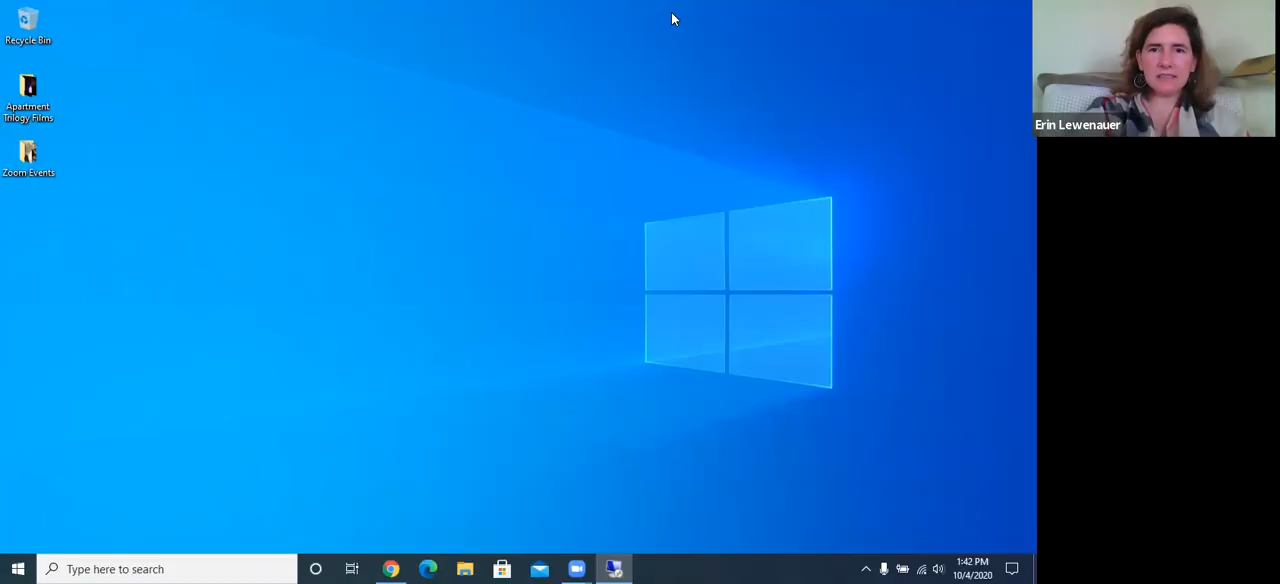 Recycle Bin
Apartment
Trilogy Films
Zoom Events
Erin Lewenauer
Type here to search
1:42 PM
10/4/2020